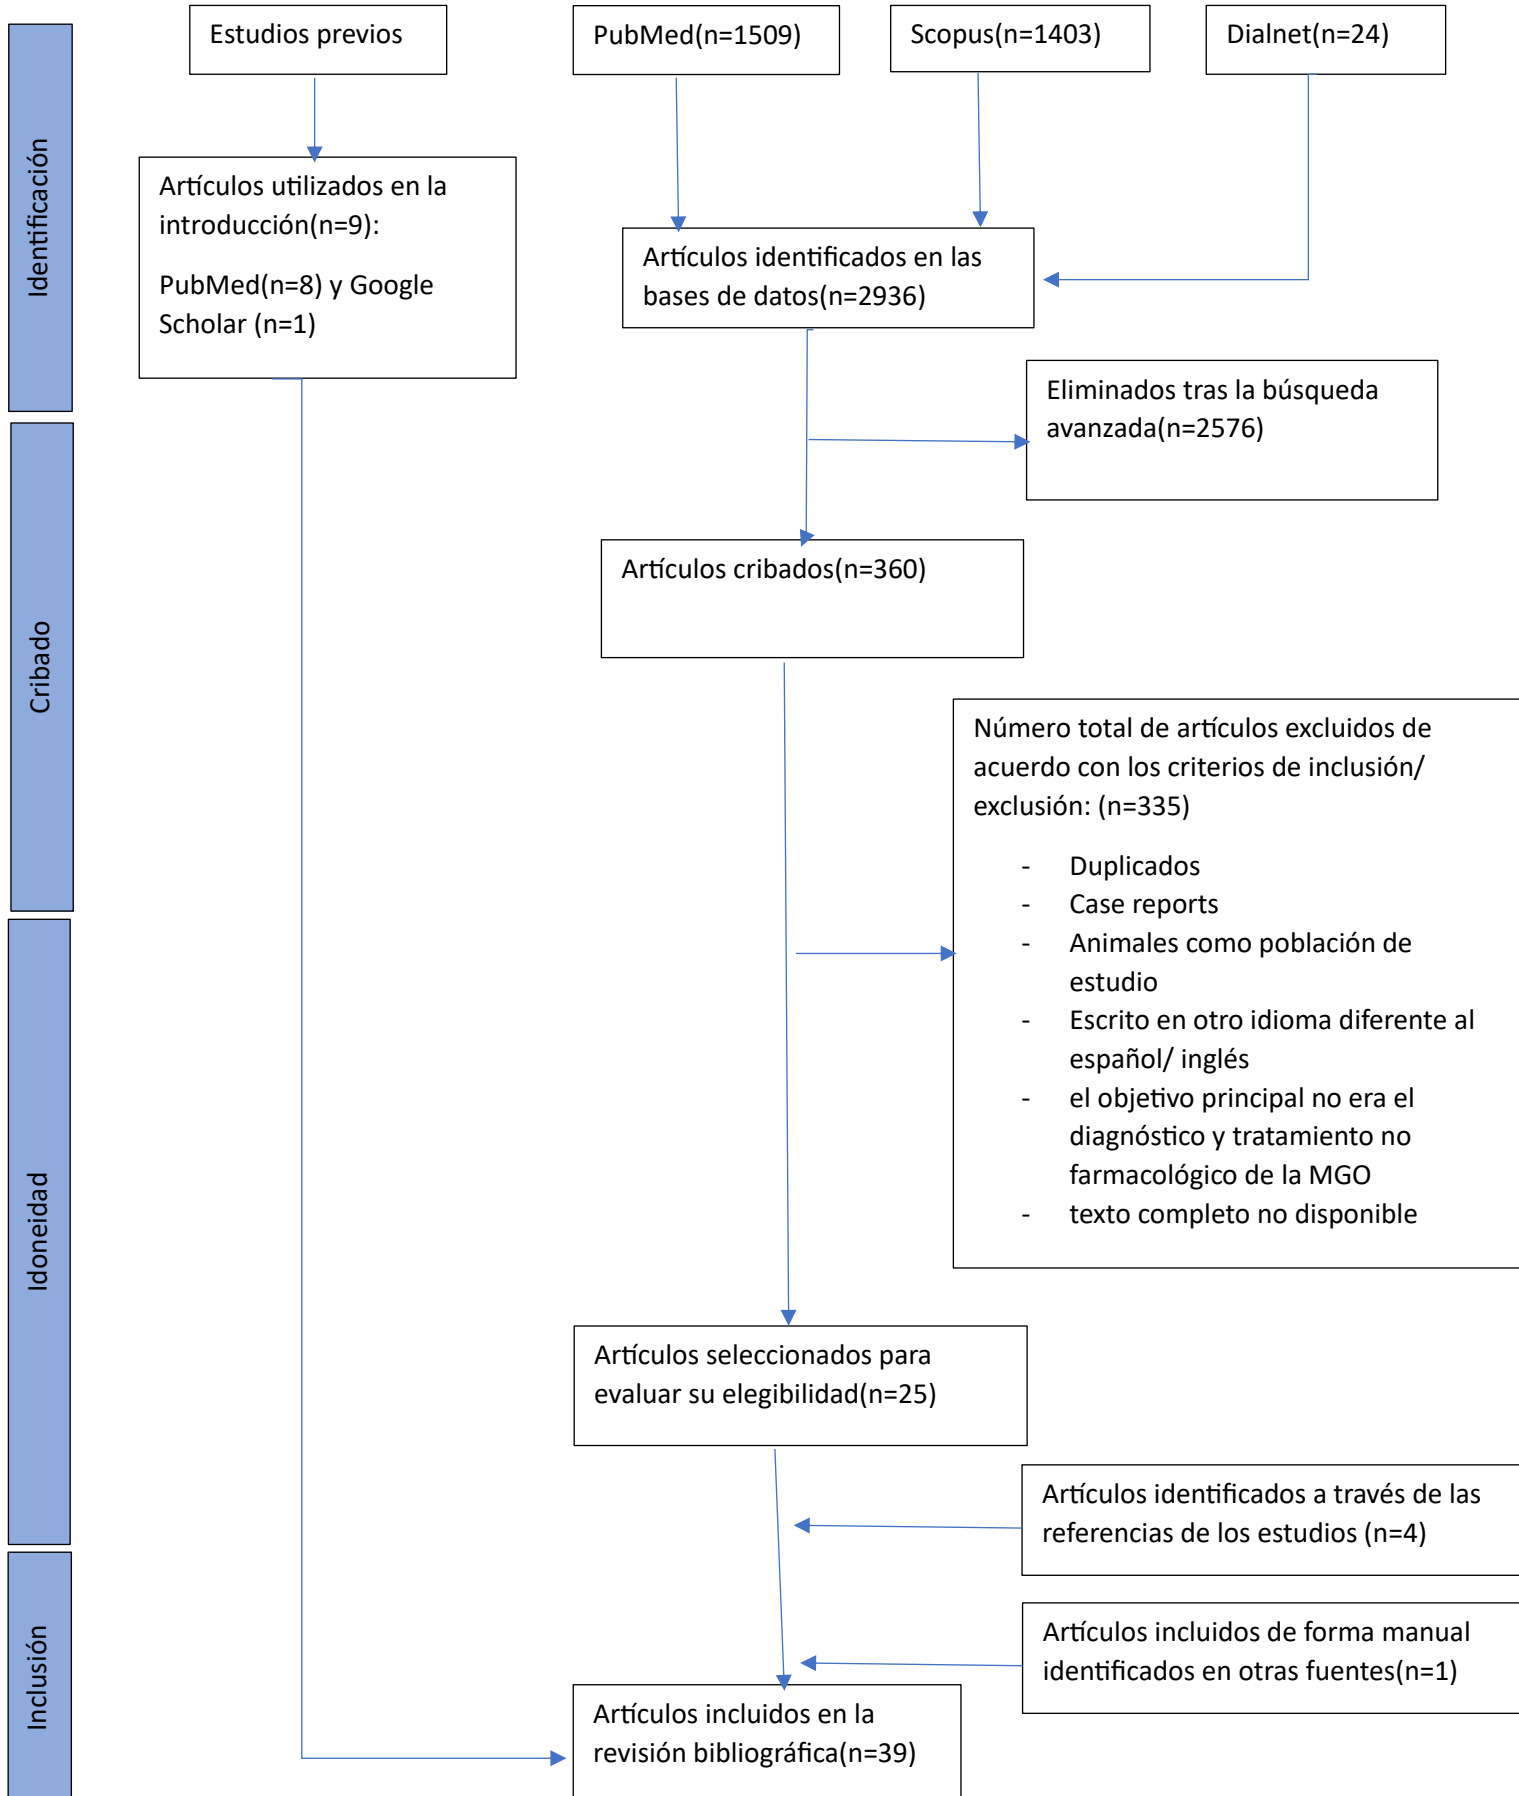 Identificación
Estudios previos
PubMed(n=1509)
Scopus(n=1403)
Dialnet(n=24)
Artículos utilizados en la
introducción(n=9):
PubMed(n=8) y Google
Scholar (n=1)
Artículos identificados en las
bases de datos(n=2936)
Eliminados tras la búsqueda
avanzada(n=2576)
Cribado
Artículos cribados(n=360)
Número total de artículos excluidos de
acuerdo con los criterios de inclusión/
exclusión: (n=335)
- Duplicados
- Case reports
- Animales como población de
estudio
- Escrito en otro idioma diferente al
español/ inglés
- el objetivo principal no era el
diagnóstico y tratamiento no
farmacológico de la MGO
- texto completo no disponible
Idoneidad
Artículos seleccionados para
evaluar su elegibilidad(n=25)
Artículos identificados a través de las
referencias de los estudios (n=4)
Inclusión
Artículos incluidos de forma manual
identificados en otras fuentes(n=1)
Artículos incluidos en la
revisión bibliográfica(n=39)